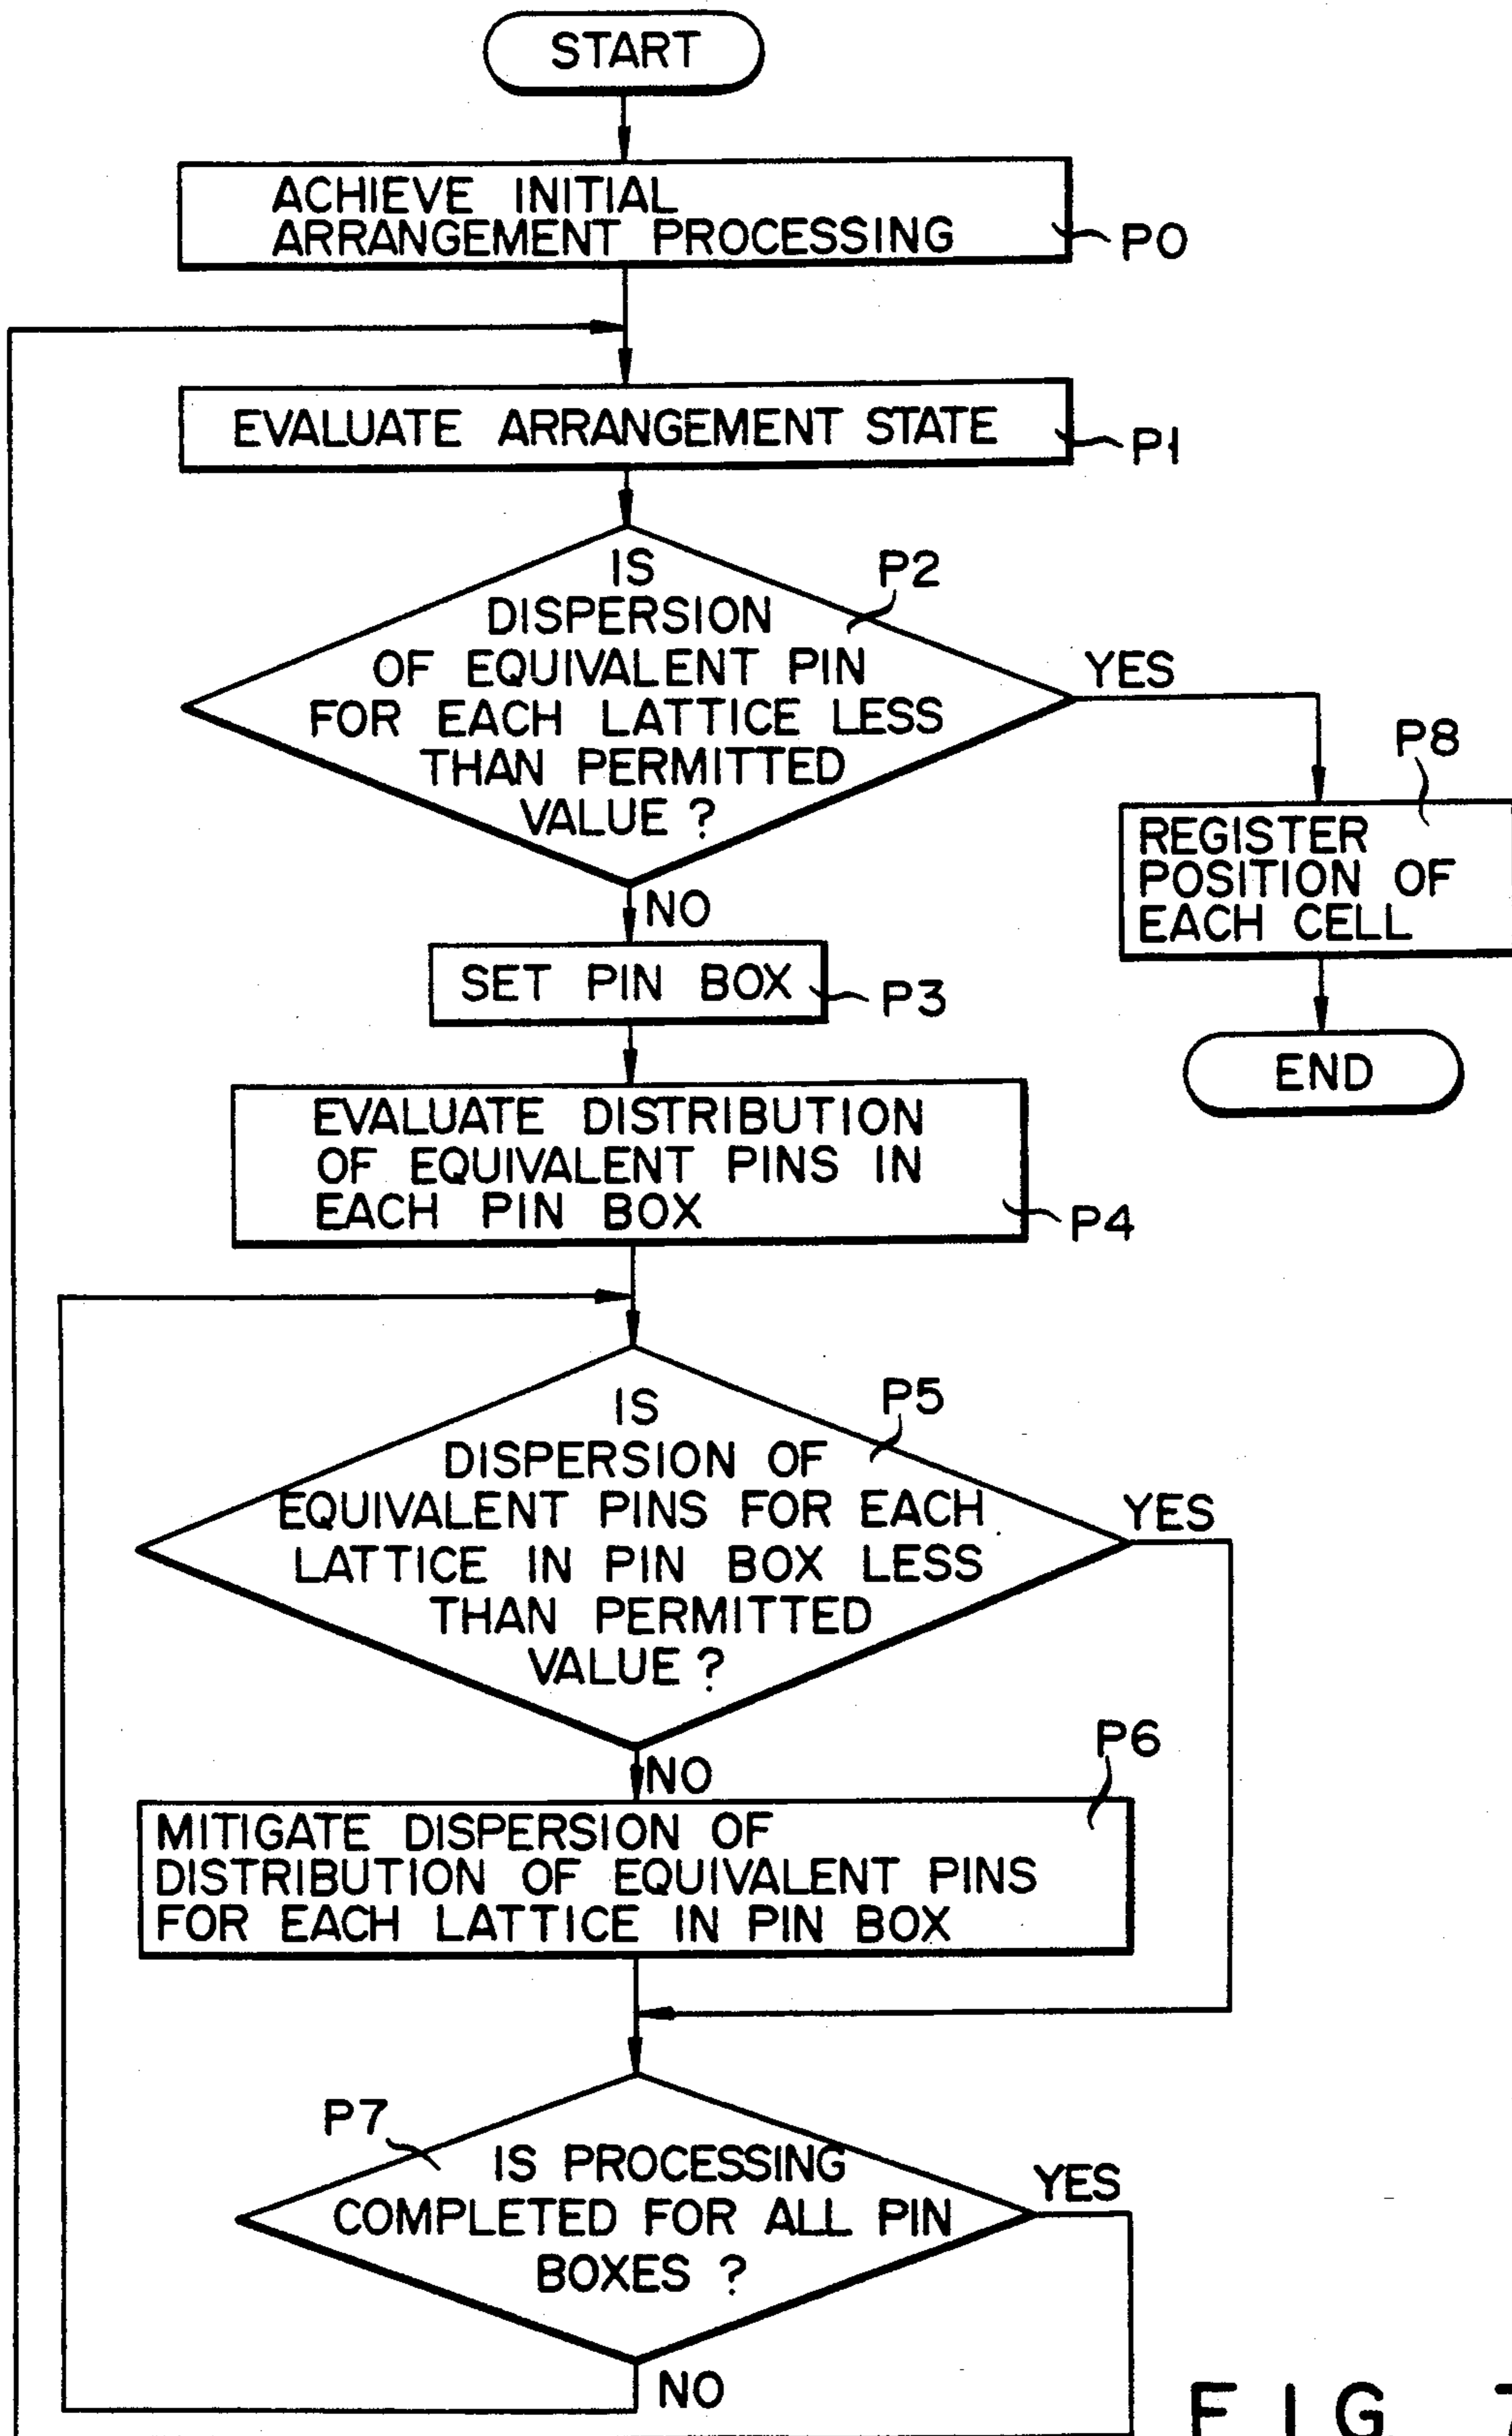 START
ACHIEVE INITIAL
ARRANGEMENT PROCESSING
P0
EVALUATE ARRANGEMENT STATE
P1
IS
DISPERSION
OF EQUIVALENT PIN
FOR EACH LATTICE LESS
THAN PERMITTED
VALUE ?
P2
YES
P8
REGISTER
POSITION OF
EACH CELL
END
NO
SET PIN BOX
P3
EVALUATE DISTRIBUTION
OF EQUIVALENT PINS IN
EACH PIN BOX
P4
IS
DISPERSION OF
EQUIVALENT PINS FOR EACH
LATTICE IN PIN BOX LESS
THAN PERMITTED
VALUE ?
P5
YES
NO
P6
MITIGATE DISPERSION OF
DISTRIBUTION OF EQUIVALENT PINS
FOR EACH LATTICE IN PIN BOX
P7
IS PROCESSING
COMPLETED FOR ALL PIN
BOXES ?
YES
NO
FIG.